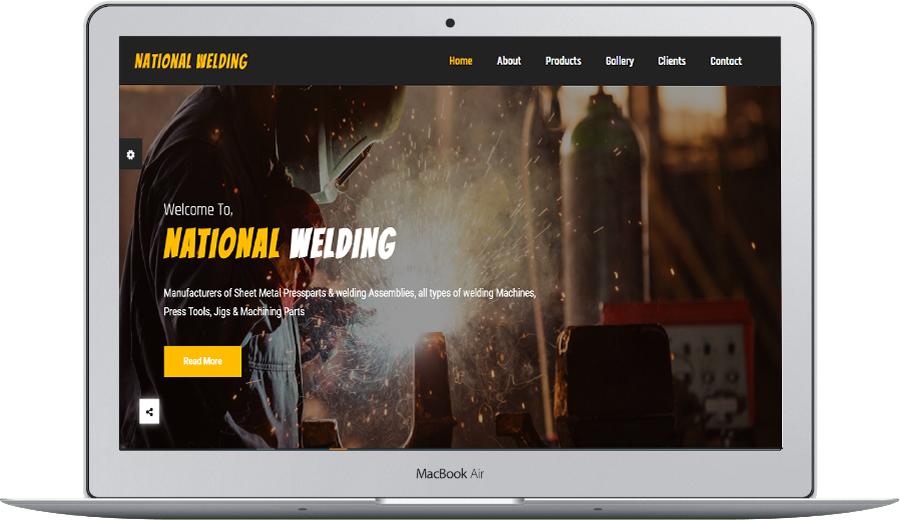 NATIONAL WELDING
Home About Products Gallery Clients Contact
Welcome To,
NATIONAL WELDING
Manufacturers of Sheet Metal Pressparts & welding Assemblies, all types of welding Machines,
Press Tools, Jigs & Machining Parts
Read More
MacBook Air